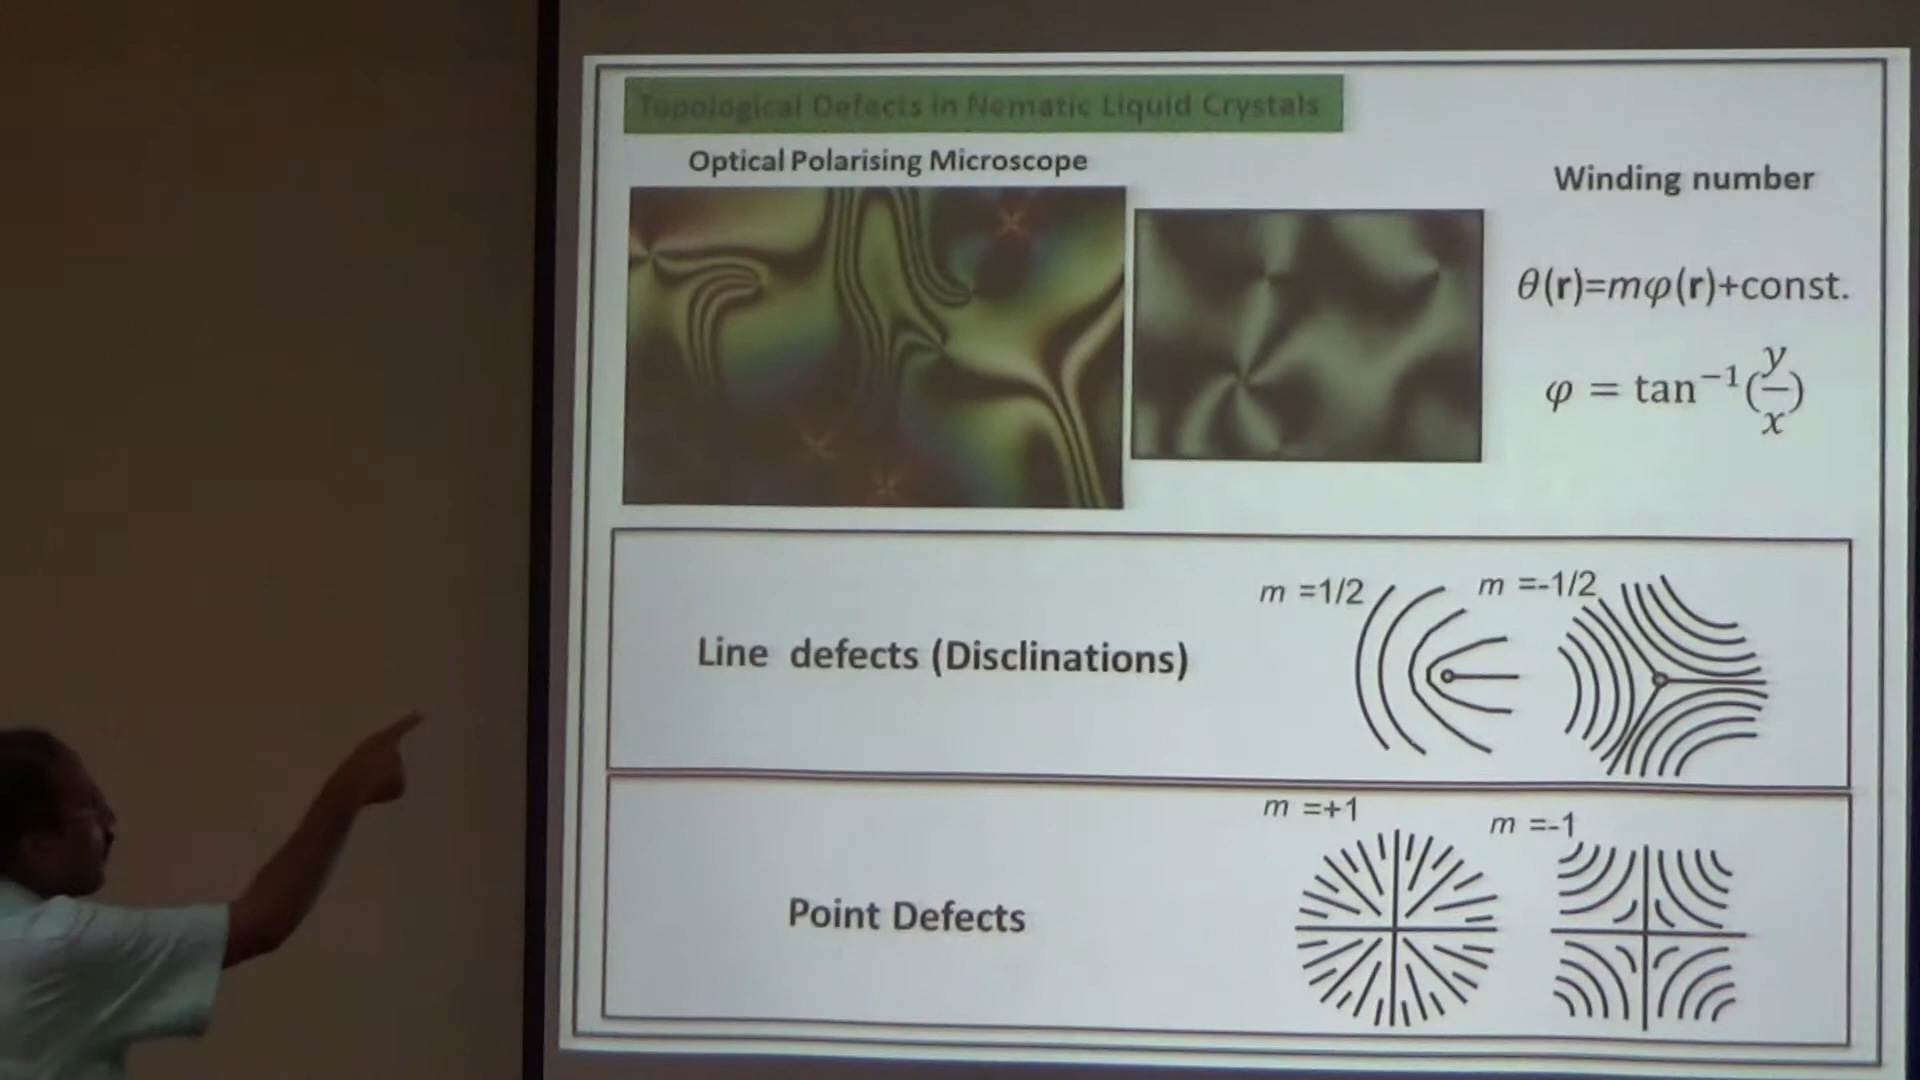 Topological Defects in Nematic Liquid Crystals
Optical Polarising Microscope
Winding number
θ(r)=mφ(r)+const.
φ = tan⁻¹(y/x)
Line defects (Disclinations)
m =1/2
m =-1/2
Point Defects
m =+1
m =-1